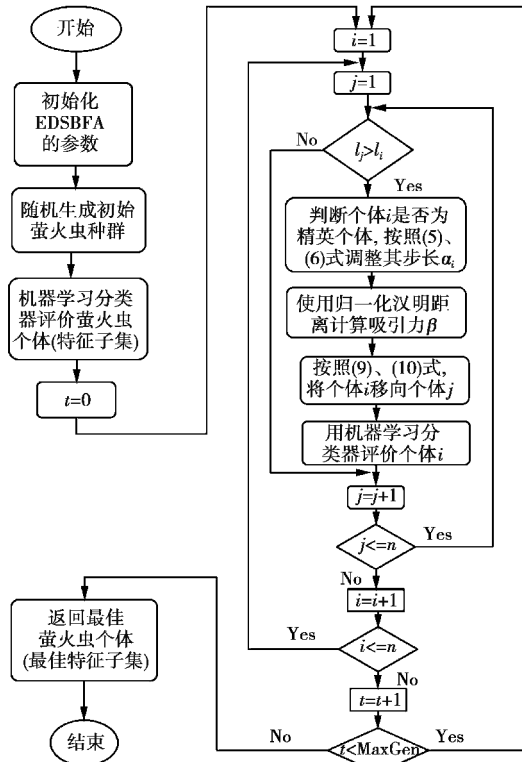 开始
初始化
EDSBFA
的参数
随机生成初始
萤火虫种群
机器学习分类
器评价萤火虫
个体(特征子集)
t=0
i=1
j=1
lj>li
No
Yes
判断个体i是否为
精英个体, 按照(5)、
(6)式调整其步长αi
使用归一化汉明距
离计算吸引力β
按照(9)、(10)式,
将个体i移向个体j
用机器学习分
类器评价个体i
j=j+1
j<=n
Yes
No
i=i+1
i<=n
Yes
No
t=t+1
t<MaxGen
Yes
No
返回最佳
萤火虫个体
(最佳特征子集)
结束